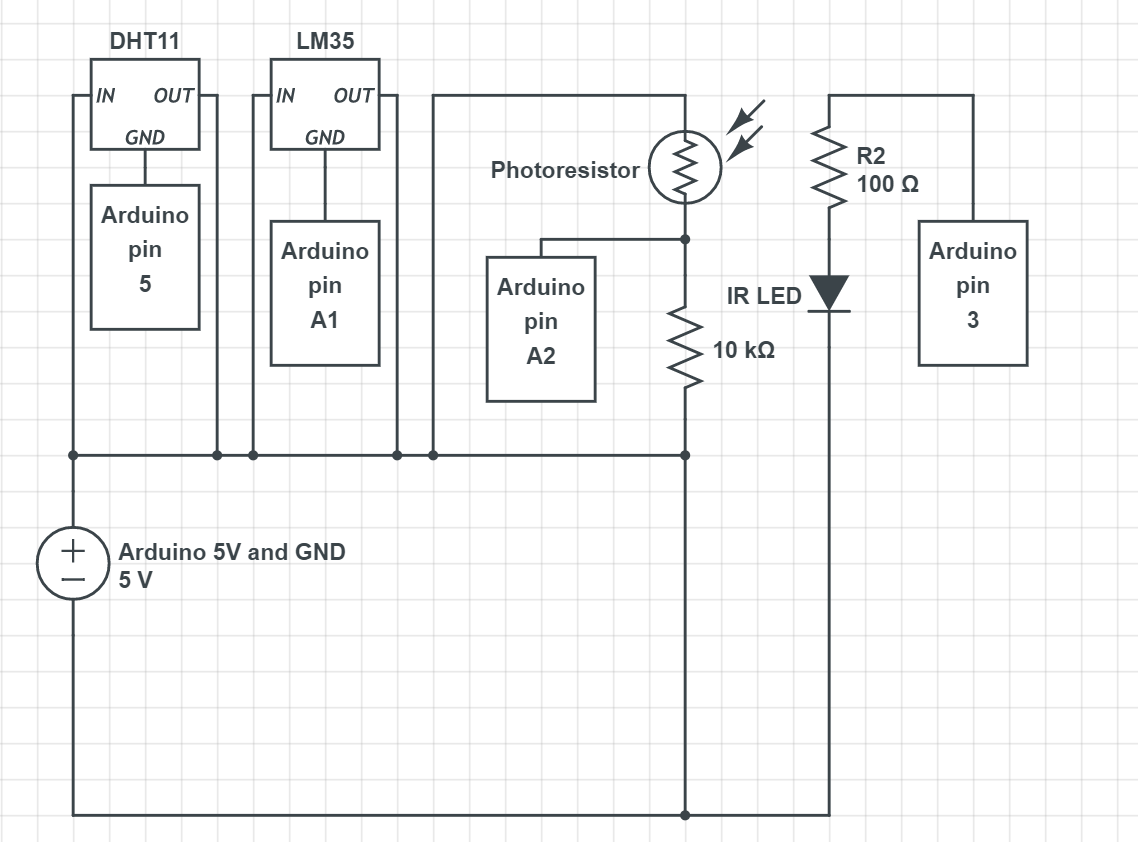 DHT11
IN OUT
GND
Arduino
pin
5
LM35
IN OUT
GND
Arduino
pin
A1
Photoresistor
Arduino
pin
A2
10 kΩ
R2
100 Ω
IR LED
Arduino
pin
3
Arduino 5V and GND
5 V